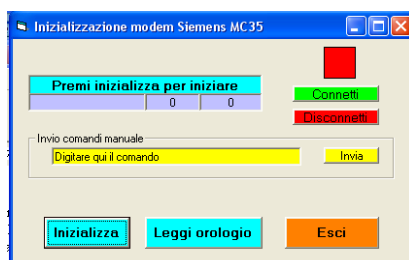 Inizializzazione modem Siemens MC35
Premi inizializza per iniziare
0 0
Connetti
Disconnetti
Invio comandi manuale
Digitare qui il comando
Invia
Inizializza
Leggi orologio
Esci